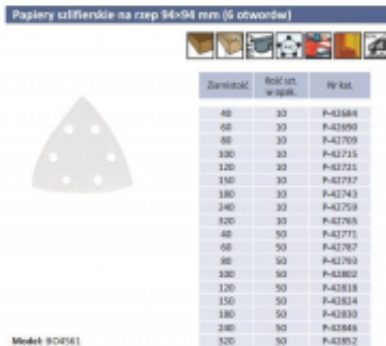 Papiery szlifierskie na rzep 94×94 mm (6 otworów)
Ziarnistość Ilość szt. w opak. Nr kat.
40 10 P-42684
60 10 P-42690
80 10 P-42709
100 10 P-42715
120 10 P-42721
150 10 P-42737
180 10 P-42743
240 10 P-42759
320 10 P-42765
40 50 P-42771
60 50 P-42787
80 50 P-42793
100 50 P-42802
120 50 P-42818
150 50 P-42824
180 50 P-42830
240 50 P-42846
320 50 P-42852
Model: BO4561